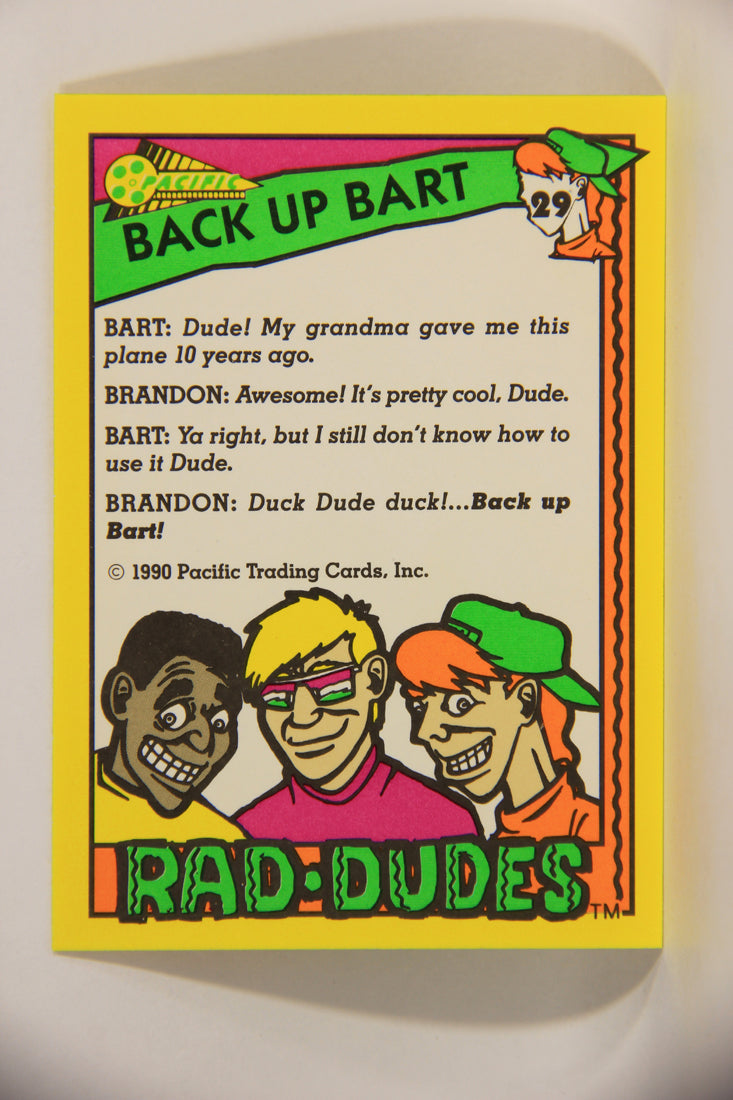 PACIFIC
BACK UP BART
29
BART: Dude! My grandma gave me this
plane 10 years ago.
BRANDON: Awesome! It's pretty cool, Dude.
BART: Ya right, but I still don't know how to
use it Dude.
BRANDON: Duck Dude duck!...Back up
Bart!
© 1990 Pacific Trading Cards, Inc.
RAD•DUDES
TM